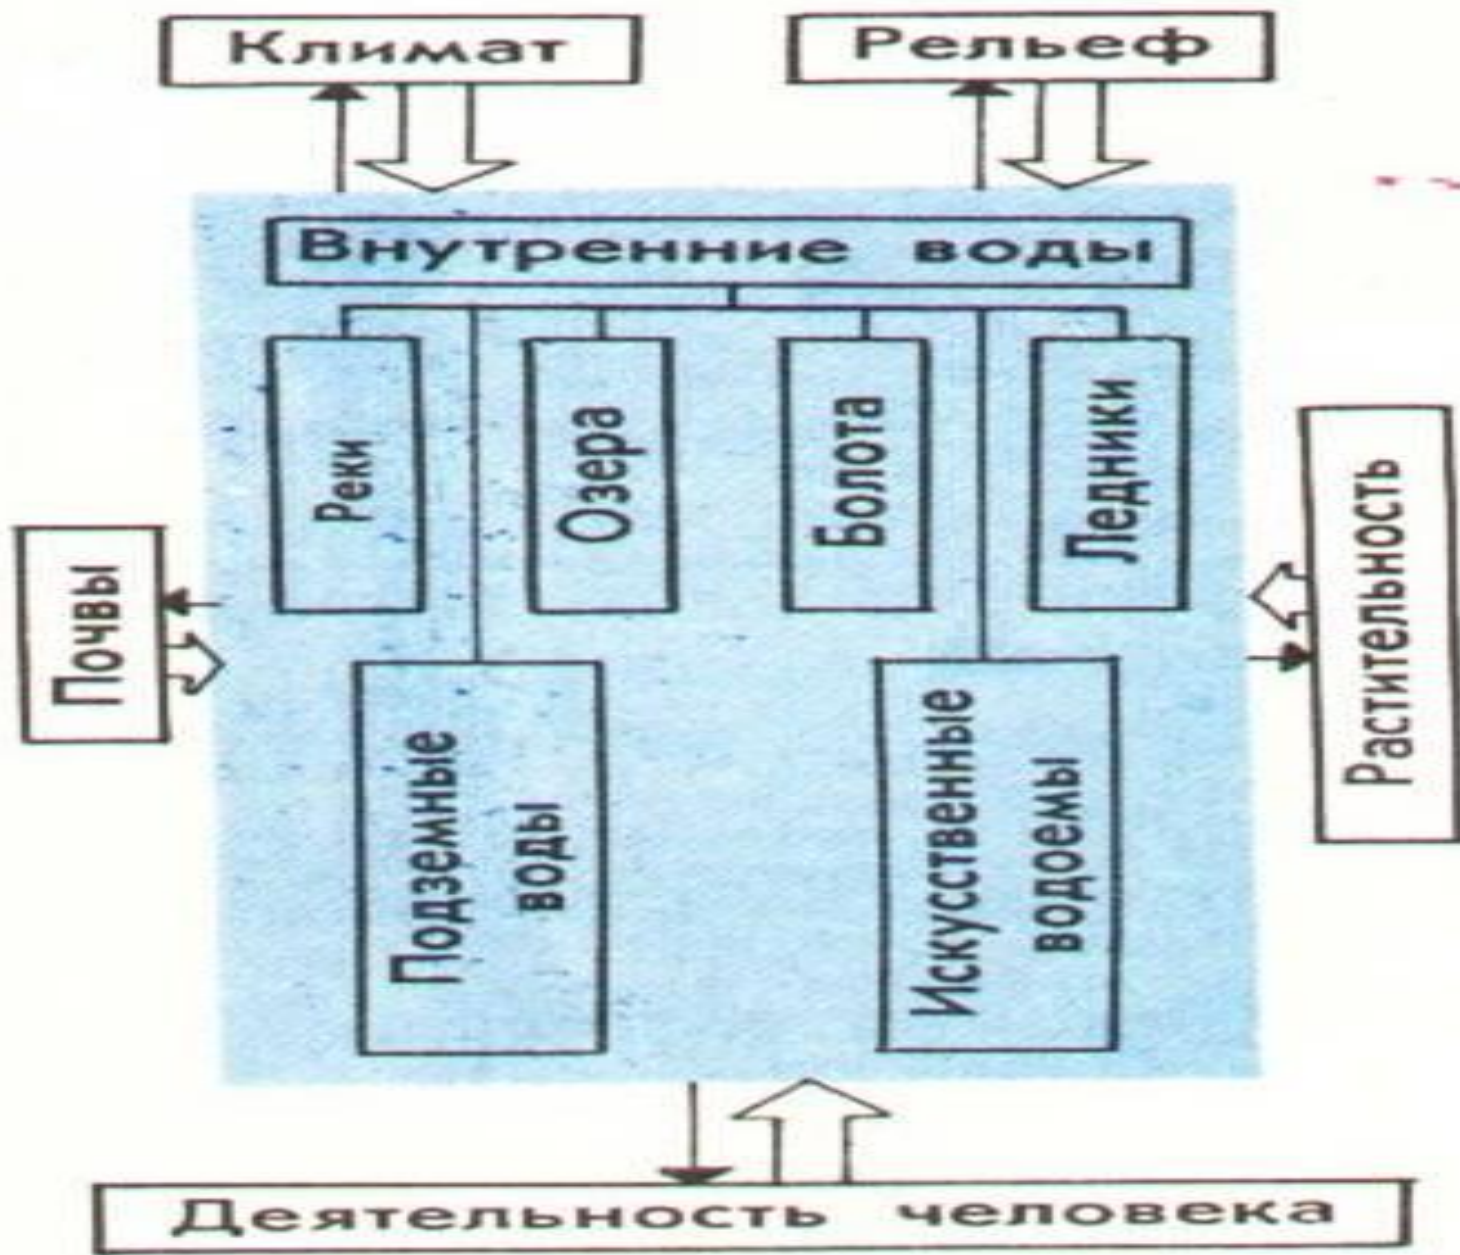 Климат
Рельеф
Внутренние воды
Реки
Озера
Болота
Ледники
Почвы
Растительность
Подземные
воды
Искусственные
водоемы
Деятельность человека